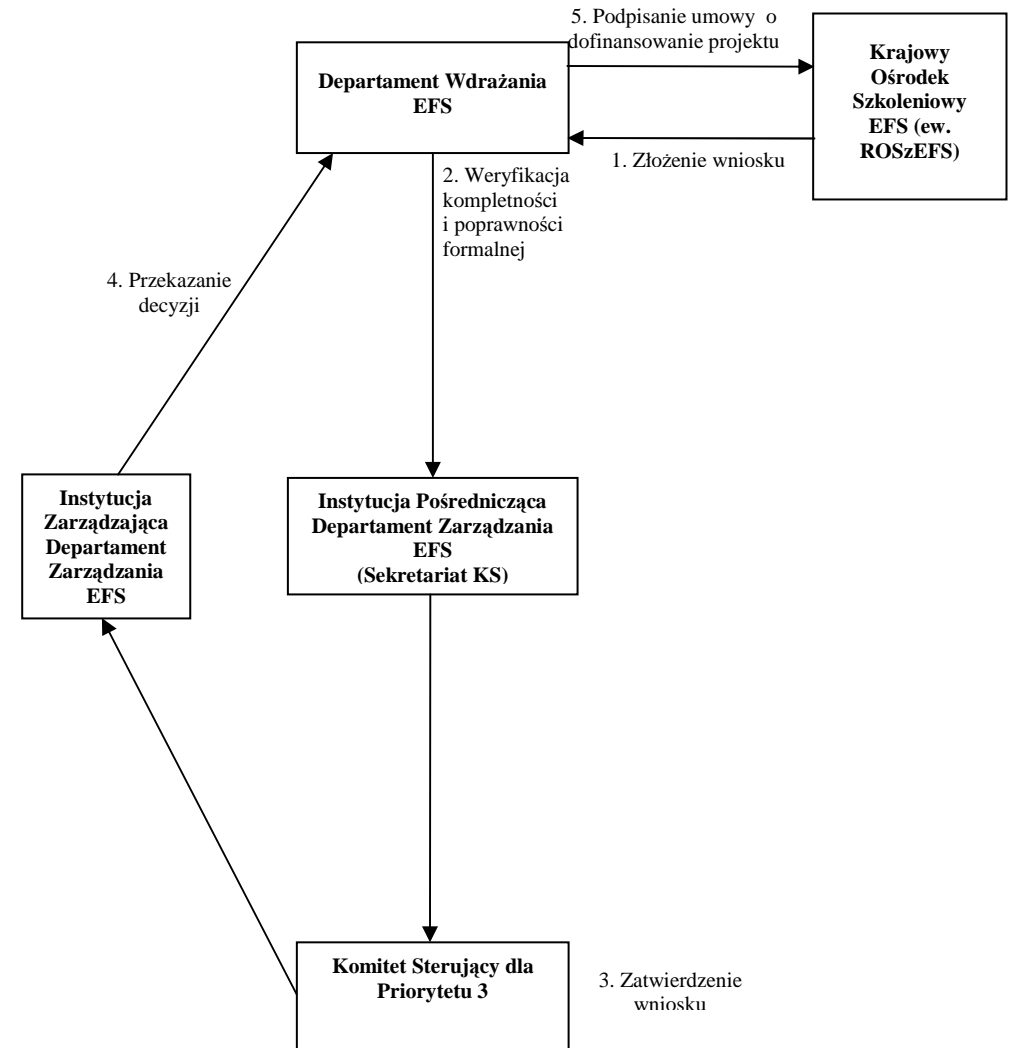 5. Podpisanie umowy o
dofinansowanie projektu
Departament Wdrażania
EFS
Krajowy
Ośrodek
Szkoleniowy
EFS (ew.
ROSzEFS)
1. Złożenie wniosku
2. Weryfikacja
kompletności
i poprawności
formalnej
4. Przekazanie
decyzji
Instytucja
Zarządzająca
Departament
Zarządzania
EFS
Instytucja Pośrednicząca
Departament Zarządzania
EFS
(Sekretariat KS)
Komitet Sterujący dla
Priorytetu 3
3. Zatwierdzenie
wniosku